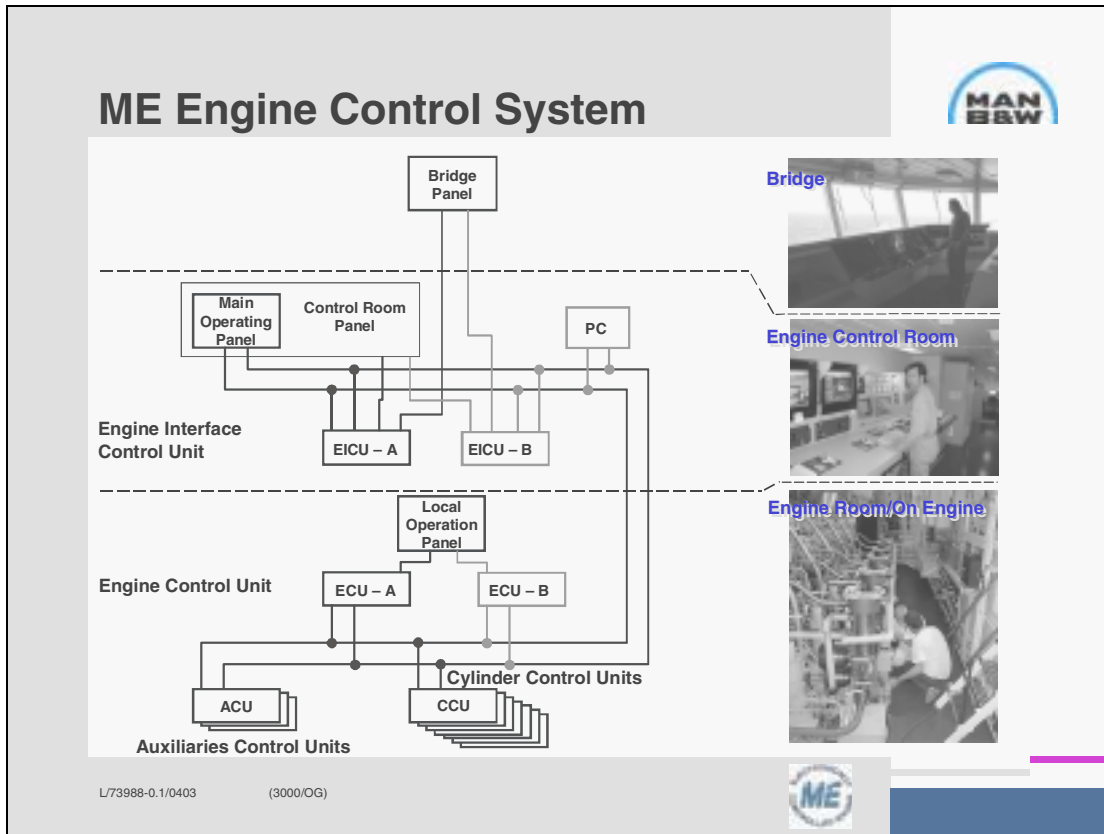 ME Engine Control System
MAN
B&W
Bridge
Panel
Bridge
Main
Operating
Panel
Control Room
Panel
PC
Engine Control Room
Engine Interface
Control Unit
EICU – A
EICU – B
Local
Operation
Panel
Engine Room/On Engine
Engine Control Unit
ECU – A
ECU – B
Cylinder Control Units
ACU
CCU
Auxiliaries Control Units
L/73988-0.1/0403
(3000/OG)
ME